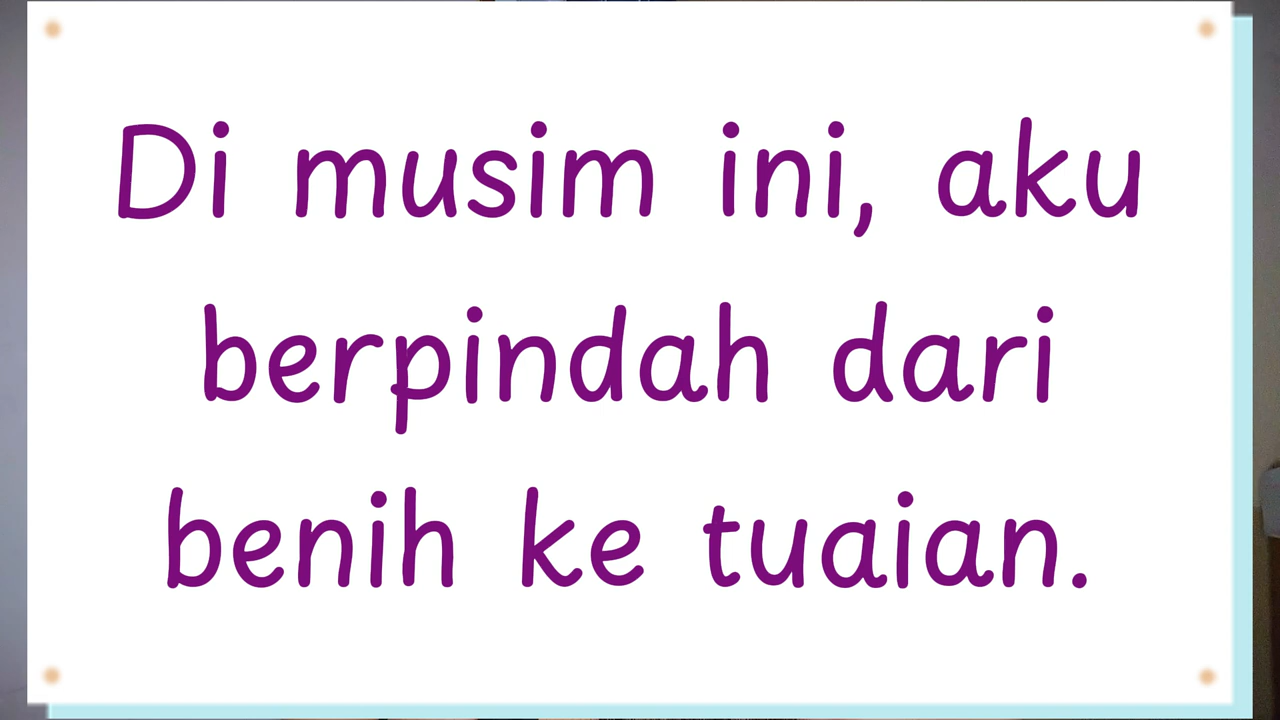 Di musim ini, aku
berpindah dari
benih ke tuaian.